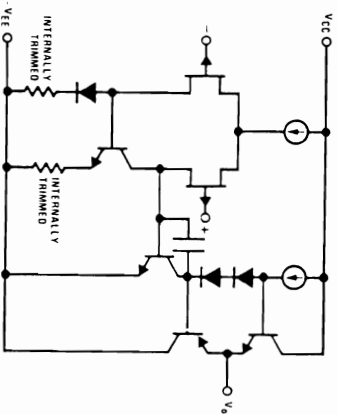 VCC
-VEE
INTERNALLY
TRIMMED
INTERNALLY
TRIMMED
-
+
Vo